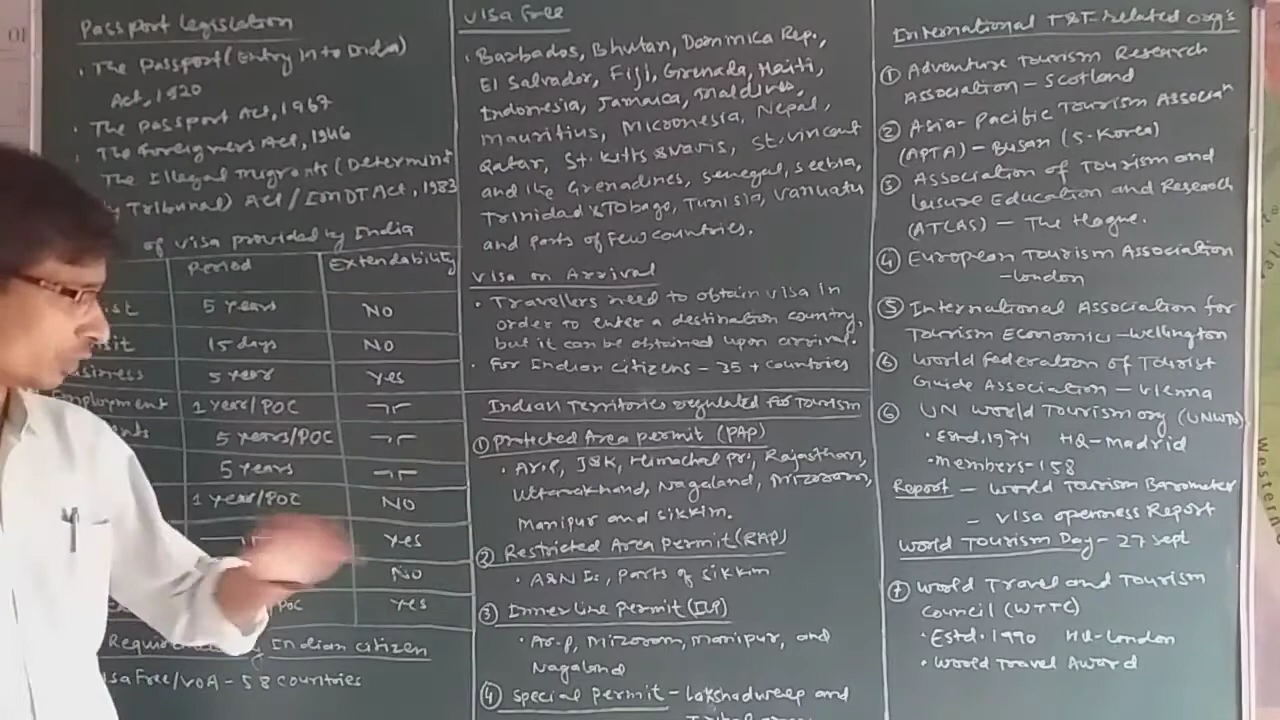 Passport legislation
· The Passport (Entry Into India)
Act, 1920
· The Passport Act, 1967
· The Foreigners Act, 1946
The Illegal migrants (Determint
by Tribunal) Act / IMDT Act, 1983
of visa provided by India
Period Extendability
st 5 Years NO
sit 15 days NO
Business 5 year Yes
Employment 1 Year/POC ¬ r
ents 5 Years/POC ¬ r
5 years ¬ r
1 Year/POC NO
¬ r Yes
NO
POC Yes
Indian citizen
isa Free/VOA - 58 countries
Visa Free
· Barbados, Bhutan, Dominica Rep.,
El Salvador, Fiji, Grenada, Haiti,
Indonesia, Jamaica, Maldives,
Mauritius, Micronesia, Nepal,
Qatar, St. Kitts & Navis, St. Vincent
and the Grenadines, Senegal, Serbia,
Trinidad & Tobago, Tunisia, Vanuatu
and parts of Few countries.
Visa on Arrival
· Travellers need to obtain visa in
order to enter a destination country,
but it can be obtained upon arrival.
· For Indian citizens - 35 + countries
Indian Territories regulated for Tourism
① Protected Area Permit (PAP)
· Ar.P, J&K, Himachal Pr., Rajasthan,
Uttarakhand, Nagaland, Mizoram,
Manipur and Sikkim.
② Restricted Area Permit (RAP)
· A&N Is, parts of Sikkim
③ Inner line Permit (ILP)
· Ar.P, Mizoram, Manipur, and
Nagaland
④ Special Permit - Lakshadweep and
International T&T related org's
① Adventure Tourism Research
Association - Scotland
② Asia-Pacific Tourism Associan
(APTA) - Busan (S-Korea)
③ Association of Tourism and
leisure Education and Research
(ATLAS) - The Hague.
④ European Tourism Association
- London
⑤ International Association for
Tourism Economics - Wellington
⑥ World Federation of Tourist
Guide Association - Vienna
⑥ UN World Tourism org (UNWTO)
· Estd. 1974 HQ - Madrid
· Members - 158
Report - World Tourism Barometer
- Visa openness Report
World Tourism Day - 27 Sept
⑦ World Travel and Tourism
Council (WTTC)
· Estd. 1990 HQ - London
· World Travel Award
Western